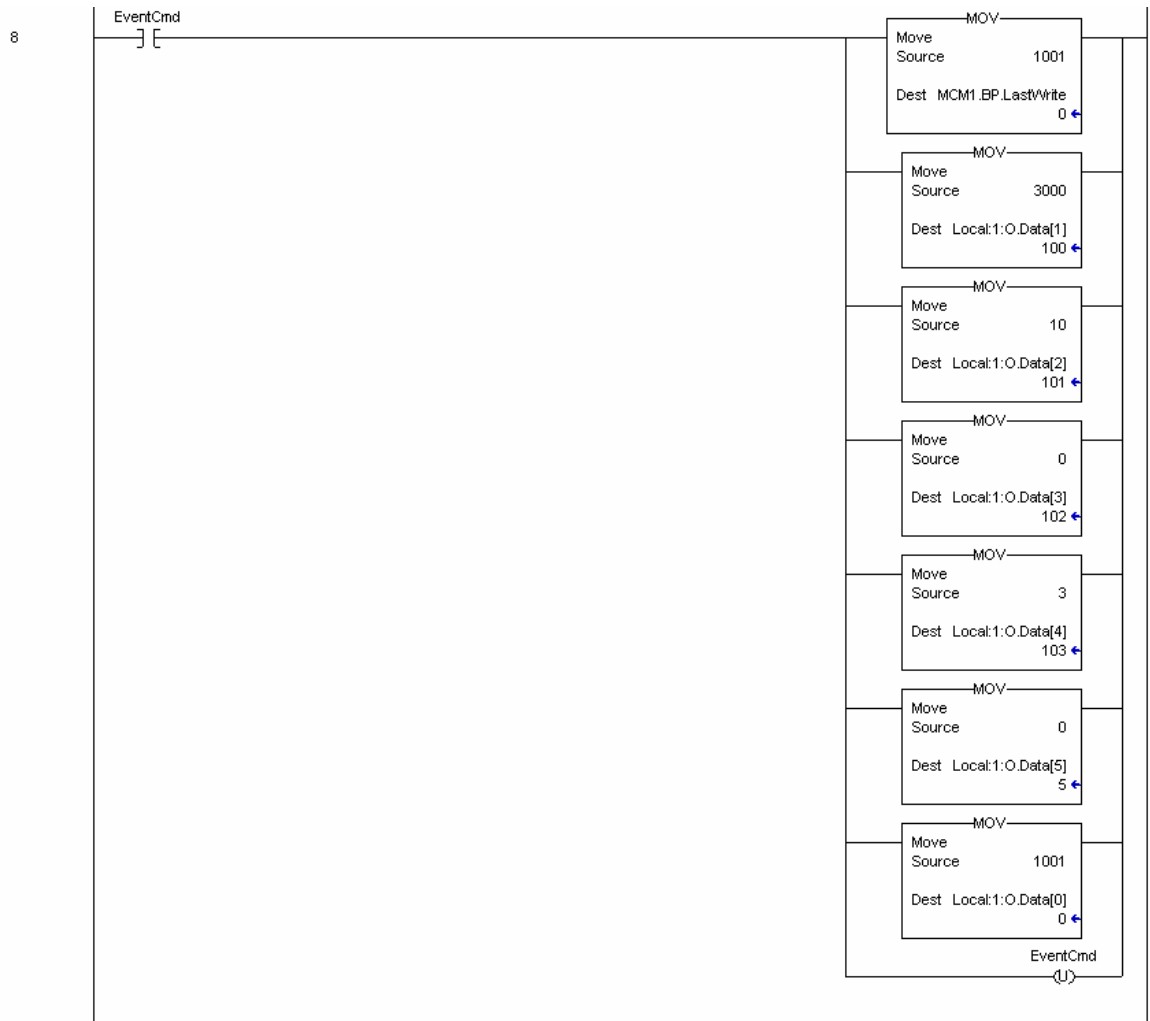 EventCmd
8
MOV
Move
Source 1001
Dest MCM1.BP.LastWrite
0
MOV
Move
Source 3000
Dest Local:1:O.Data[1]
100
MOV
Move
Source 10
Dest Local:1:O.Data[2]
101
MOV
Move
Source 0
Dest Local:1:O.Data[3]
102
MOV
Move
Source 3
Dest Local:1:O.Data[4]
103
MOV
Move
Source 0
Dest Local:1:O.Data[5]
5
MOV
Move
Source 1001
Dest Local:1:O.Data[0]
0
EventCmd
U